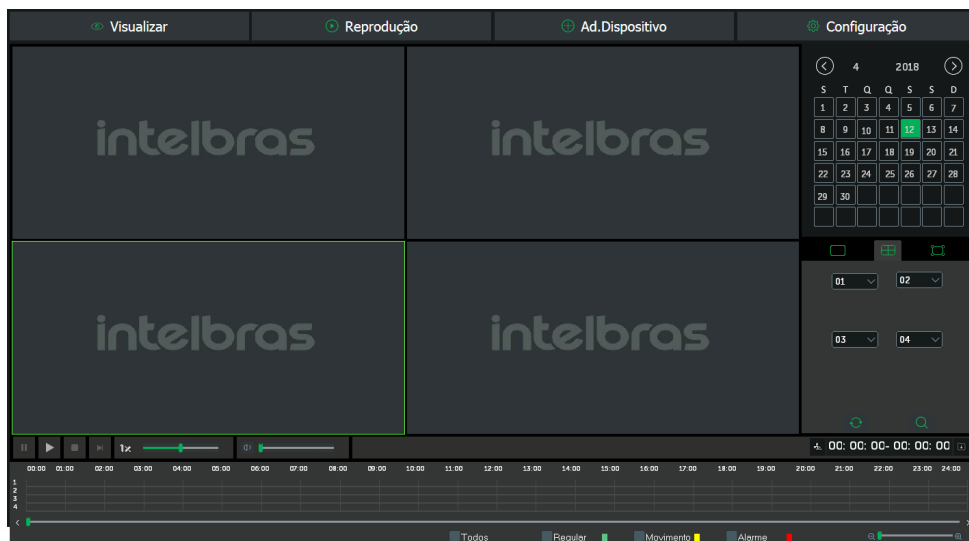 Visualizar Reprodução Ad.Dispositivo Configuração
intelbras intelbras
4 2018
S T Q Q S S D
1 2 3 4 5 6 7
8 9 10 11 12 13 14
15 16 17 18 19 20 21
22 23 24 25 26 27 28
29 30
01 02
intelbras intelbras
03 04
1x
00: 00: 00- 00: 00: 00
00:00 01:00 02:00 03:00 04:00 05:00 06:00 07:00 08:00 09:00 10:00 11:00 12:00 13:00 14:00 15:00 16:00 17:00 18:00 19:00 20:00 21:00 22:00 23:00 24:00
1
2
3
4
Todos Regular Movimento Alarme